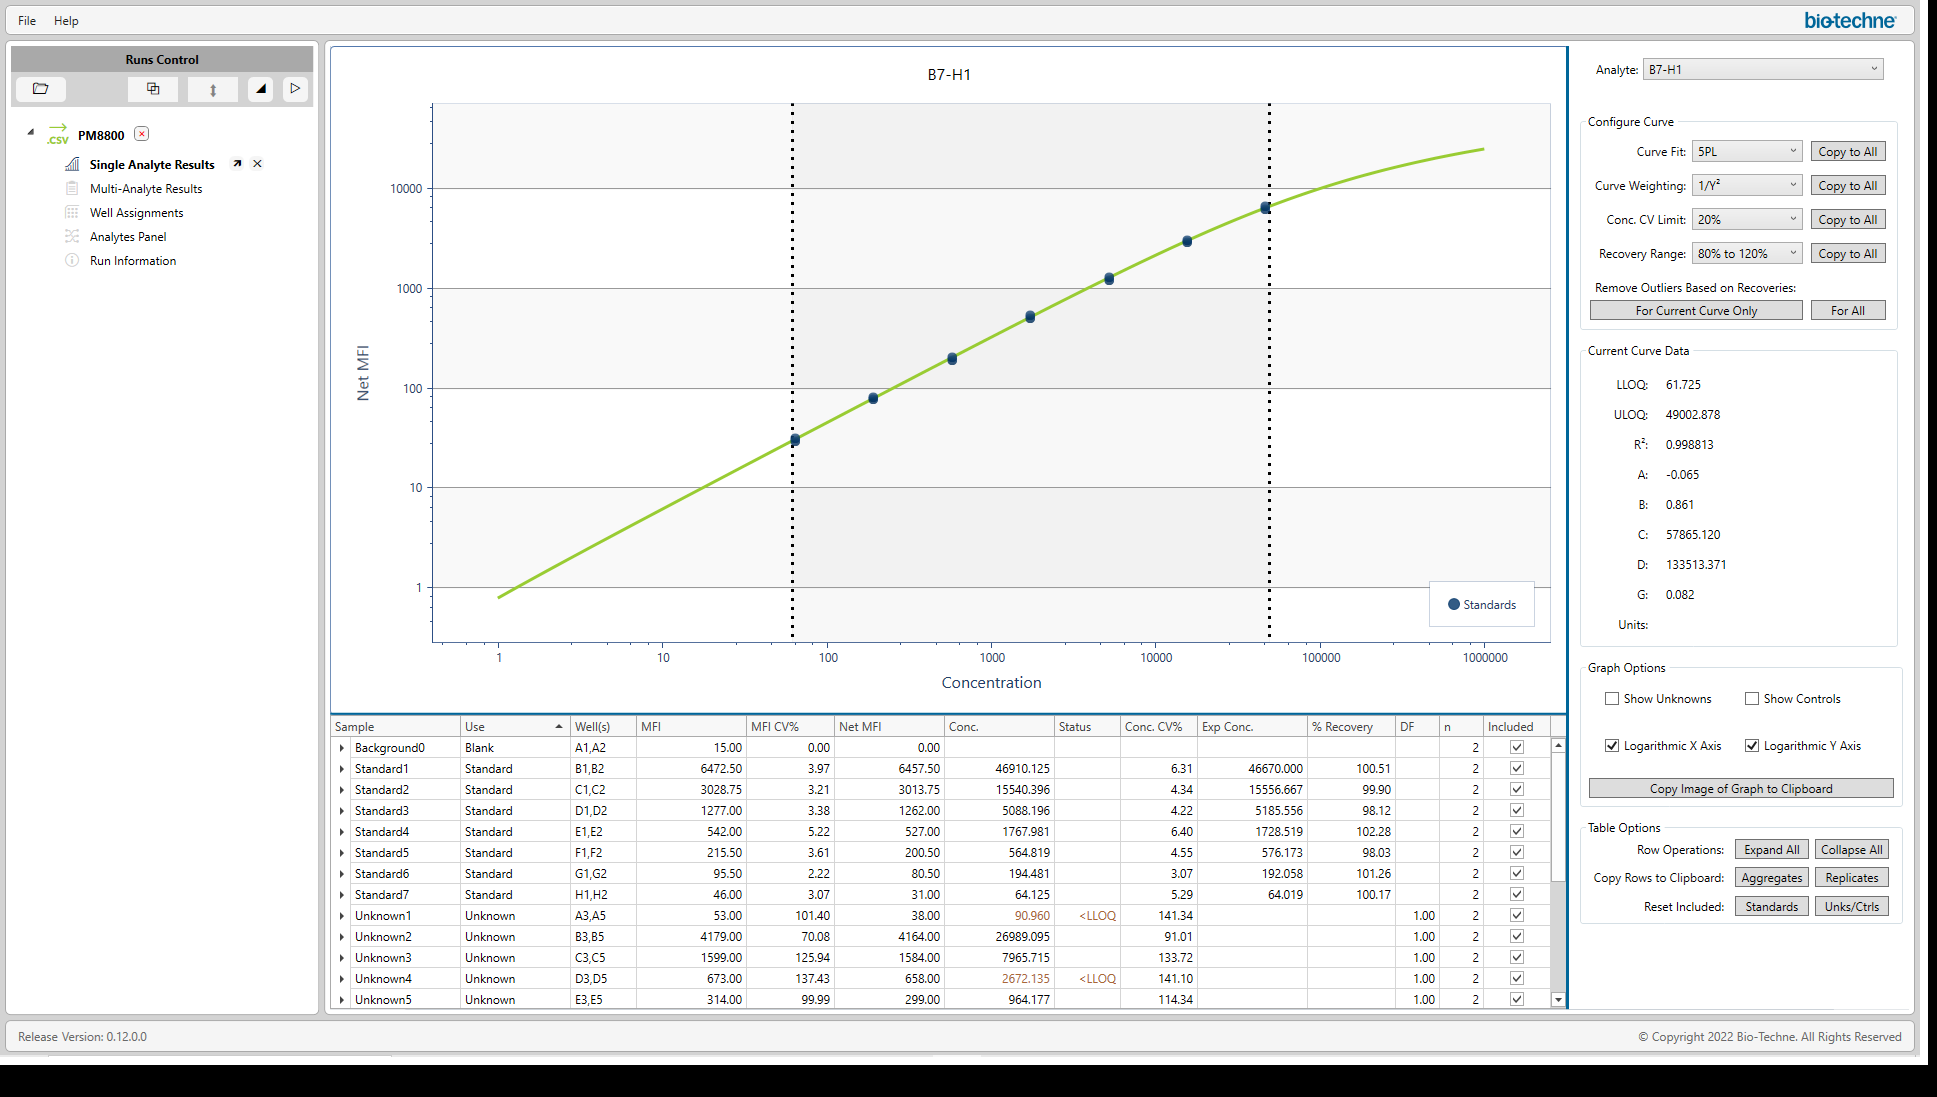 File Help
bio-techne
Runs Control
.CSV PM8800
Single Analyte Results
Multi-Analyte Results
Well Assignments
Analytes Panel
Run Information
B7-H1
Net MFI
10000
1000
100
10
1
1 10 100 1000 10000 100000 1000000
Concentration
Standards
Analyte: B7-H1
Configure Curve
Curve Fit: 5PL Copy to All
Curve Weighting: 1/Y² Copy to All
Conc. CV Limit: 20% Copy to All
Recovery Range: 80% to 120% Copy to All
Remove Outliers Based on Recoveries:
For Current Curve Only For All
Current Curve Data
LLOQ: 61.725
ULOQ: 49002.878
R²: 0.998813
A: -0.065
B: 0.861
C: 57865.120
D: 133513.371
G: 0.082
Units:
Graph Options
Show Unknowns Show Controls
Logarithmic X Axis Logarithmic Y Axis
Copy Image of Graph to Clipboard
Table Options
Row Operations: Expand All Collapse All
Copy Rows to Clipboard: Aggregates Replicates
Reset Included: Standards Unks/Ctrls
Sample Use Well(s) MFI MFI CV% Net MFI Conc. Status Conc. CV% Exp Conc. % Recovery DF n Included
Background0 Blank A1,A2 15.00 0.00 0.00 2
Standard1 Standard B1,B2 6472.50 3.97 6457.50 46910.125 6.31 46670.000 100.51 2
Standard2 Standard C1,C2 3028.75 3.21 3013.75 15540.396 4.34 15556.667 99.90 2
Standard3 Standard D1,D2 1277.00 3.38 1262.00 5088.196 4.22 5185.556 98.12 2
Standard4 Standard E1,E2 542.00 5.22 527.00 1767.981 6.40 1728.519 102.28 2
Standard5 Standard F1,F2 215.50 3.61 200.50 564.819 4.55 576.173 98.03 2
Standard6 Standard G1,G2 95.50 2.22 80.50 194.481 3.07 192.058 101.26 2
Standard7 Standard H1,H2 46.00 3.07 31.00 64.125 5.29 64.019 100.17 2
Unknown1 Unknown A3,A5 53.00 101.40 38.00 90.960 <LLOQ 141.34 1.00 2
Unknown2 Unknown B3,B5 4179.00 70.08 4164.00 26989.095 91.01 1.00 2
Unknown3 Unknown C3,C5 1599.00 125.94 1584.00 7965.715 133.72 1.00 2
Unknown4 Unknown D3,D5 673.00 137.43 658.00 2672.135 <LLOQ 141.10 1.00 2
Unknown5 Unknown E3,E5 314.00 99.99 299.00 964.177 114.34 1.00 2
Release Version: 0.12.0.0
© Copyright 2022 Bio-Techne. All Rights Reserved